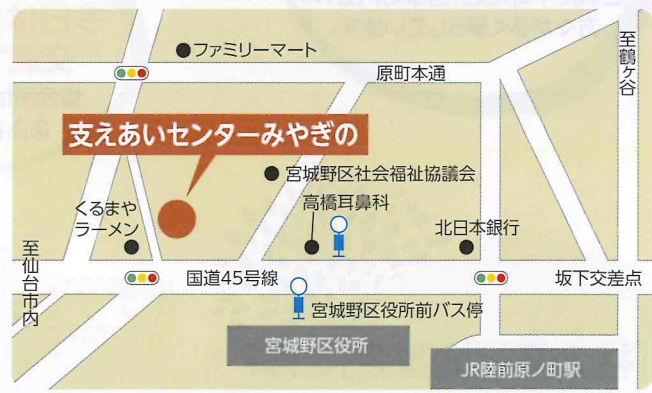 ファミリーマート
原町本通
至鶴ヶ谷
支えあいセンターみやぎの
宮城野区社会福祉協議会
くるまや
ラーメン
高橋耳鼻科
北日本銀行
至仙台市内
国道45号線
坂下交差点
宮城野区役所前バス停
宮城野区役所
JR陸前原ノ町駅